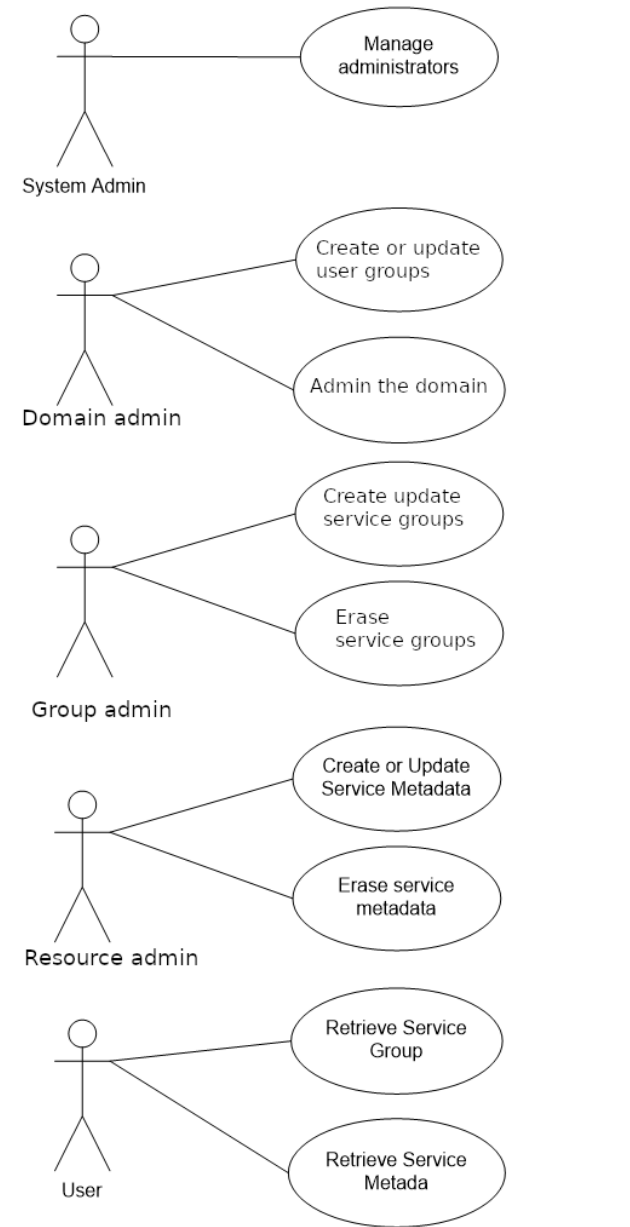 Manage
administrators
System Admin
Create or update
user groups
Admin the domain
Domain admin
Create update
service groups
Erase
service groups
Group admin
Create or Update
Service Metadata
Erase service
metadata
Resource admin
Retrieve Service
Group
Retrieve Service
Metada
User